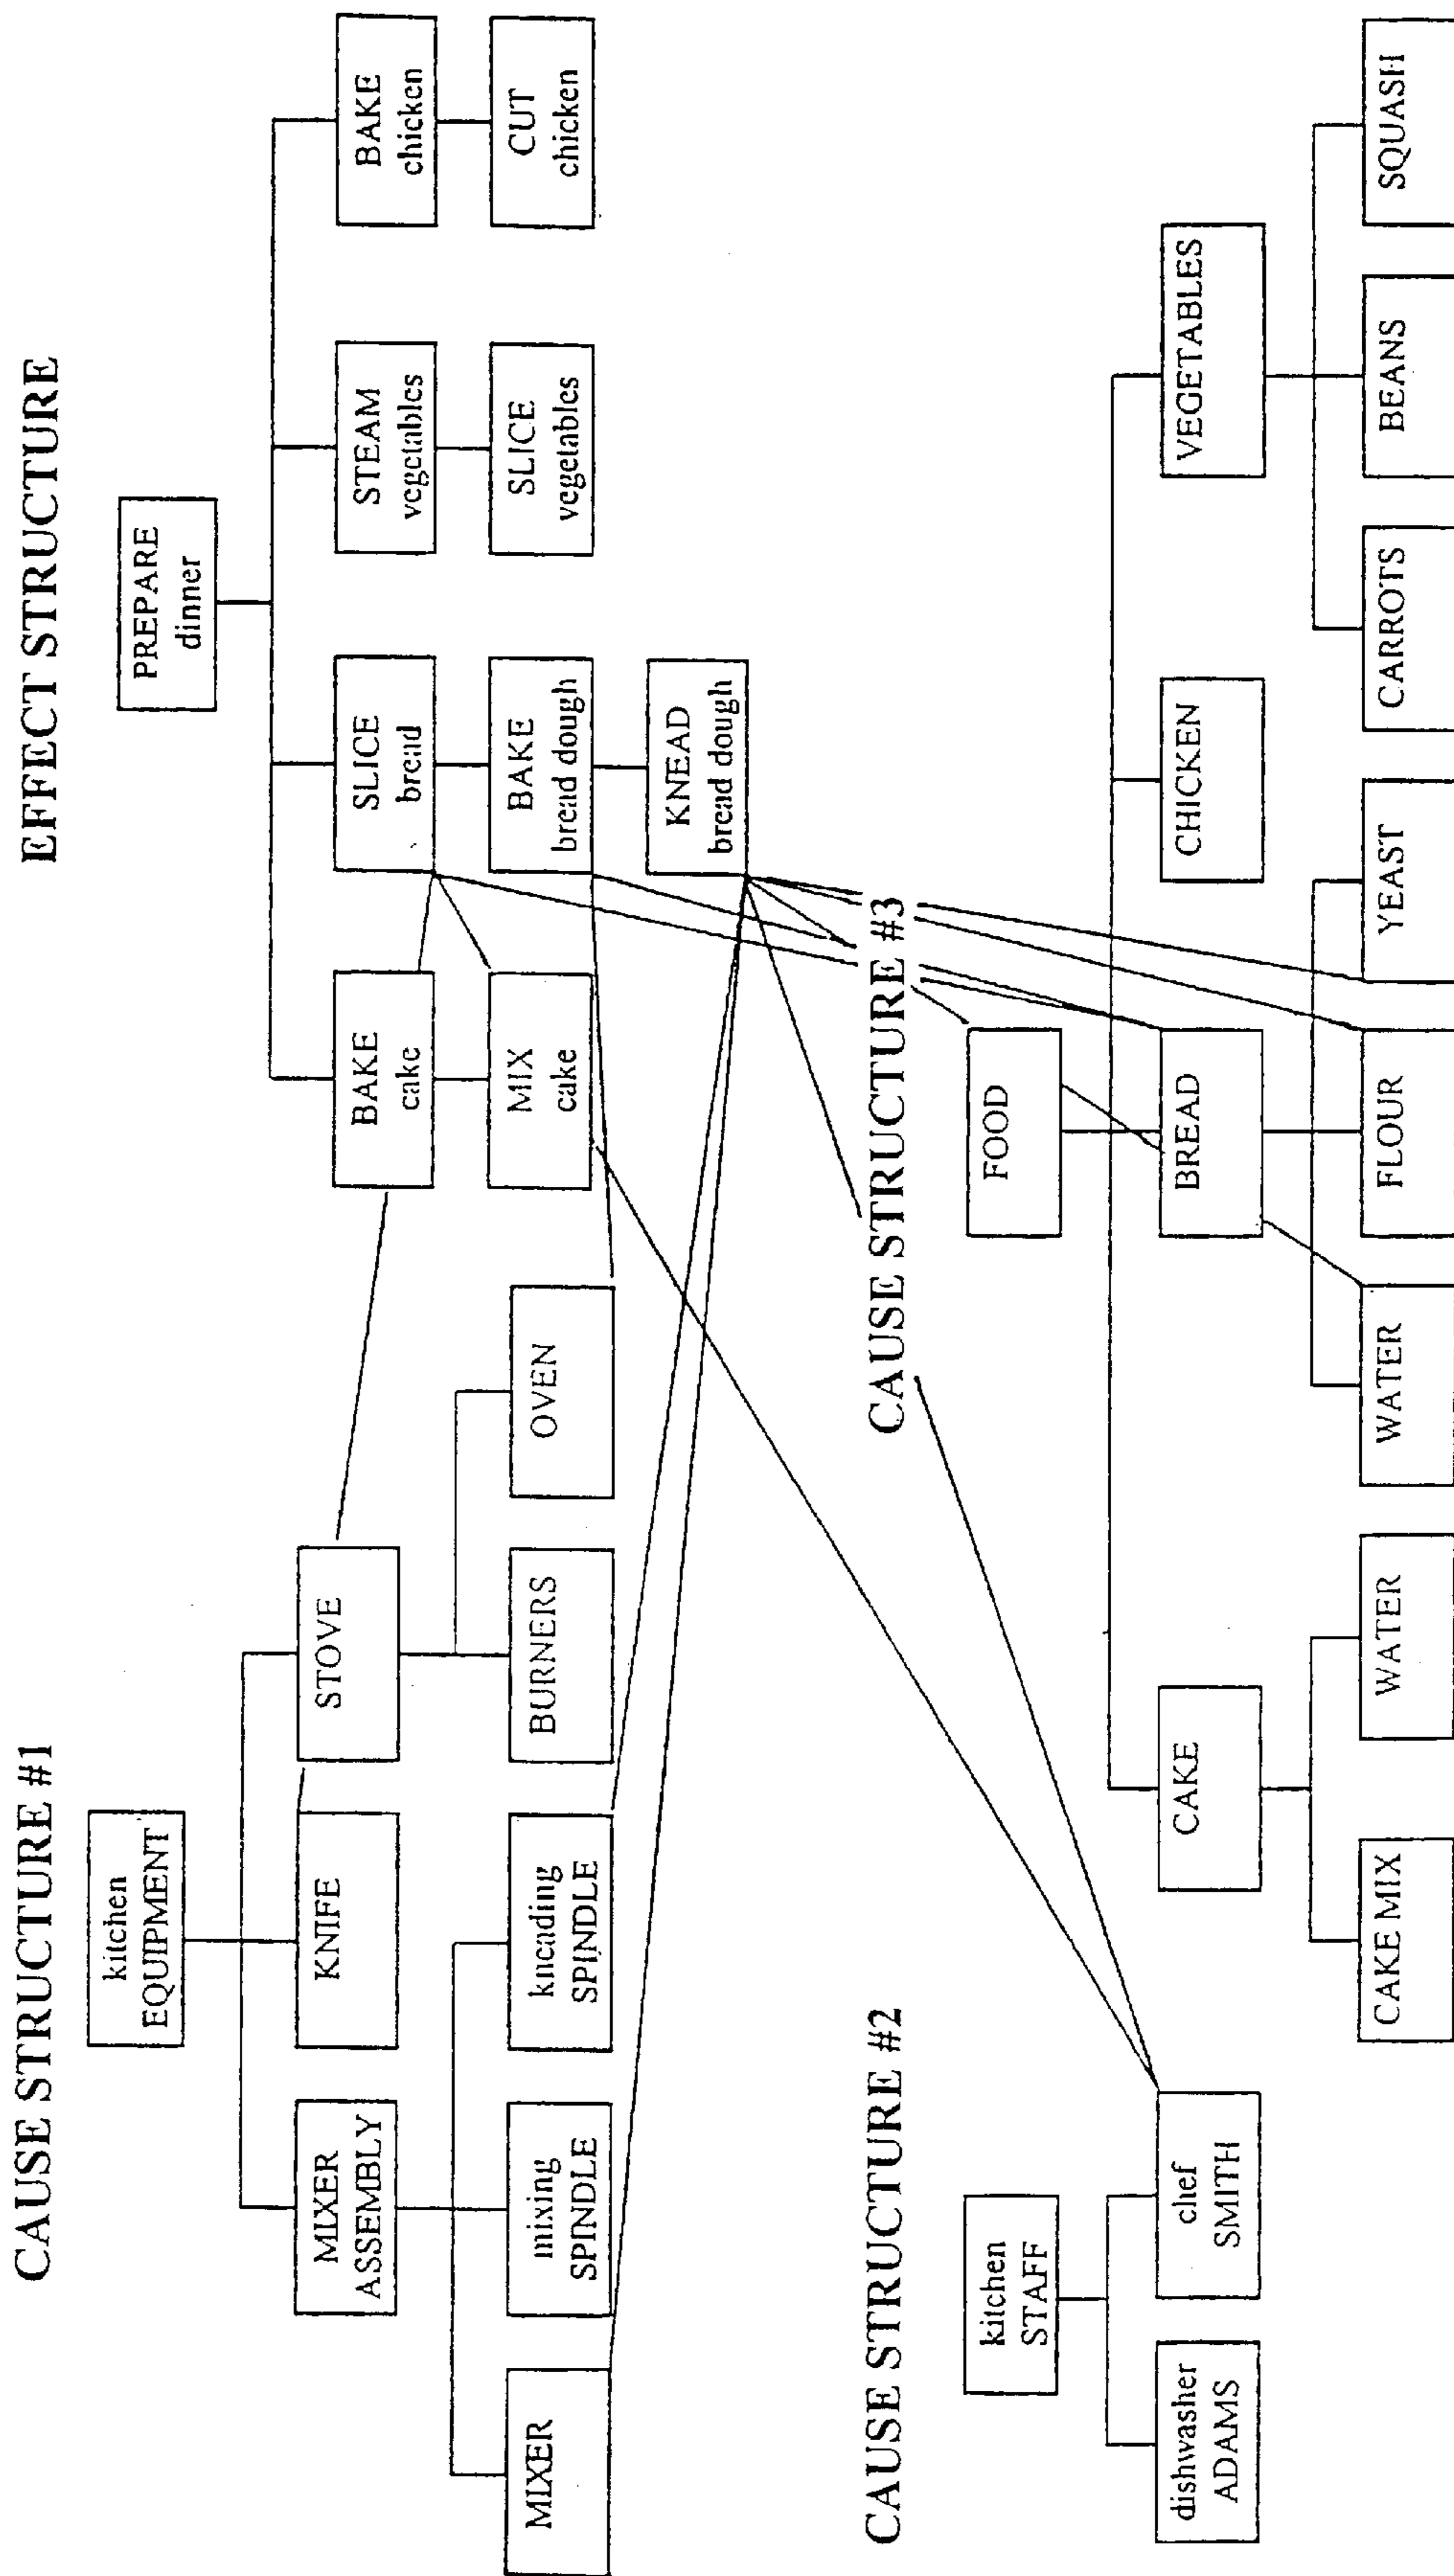 CAUSE STRUCTURE #1
kitchen
EQUIPMENT
MIXER
ASSEMBLY
KNIFE
STOVE
MIXER
mixing
SPINDLE
kneading
SPINDLE
BURNERS
OVEN
EFFECT STRUCTURE
PREPARE
dinner
BAKE
cake
SLICE
bread
STEAM
vegetables
BAKE
chicken
MIX
cake
BAKE
bread dough
SLICE
vegetables
CUT
chicken
KNEAD
bread dough
CAUSE STRUCTURE #2
kitchen
STAFF
dishwasher
ADAMS
chef
SMITH
CAUSE STRUCTURE #3
FOOD
CAKE
BREAD
CHICKEN
VEGETABLES
CAKE MIX
WATER
WATER
FLOUR
YEAST
CARROTS
BEANS
SQUASH